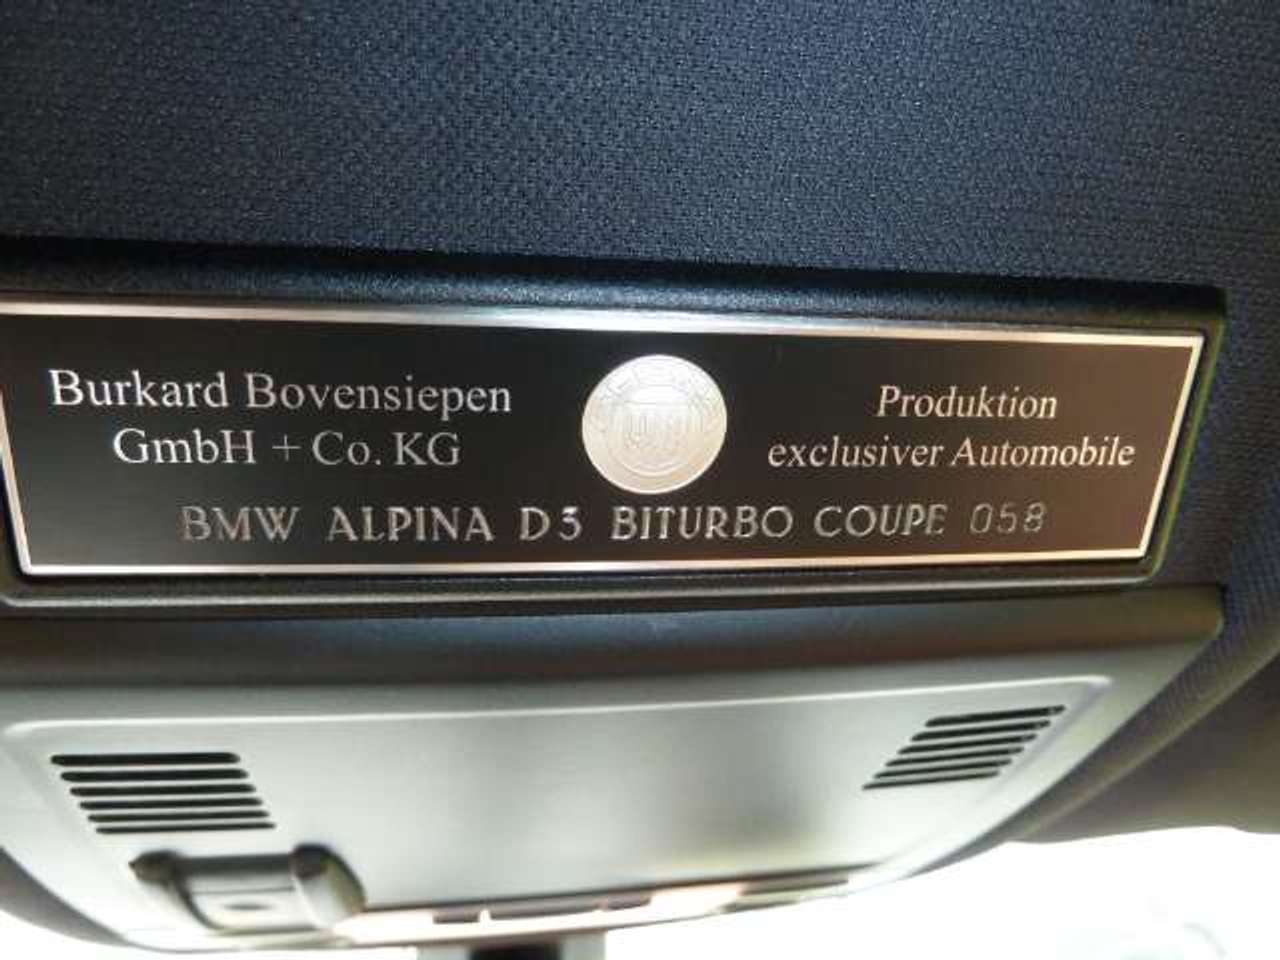 Burkard Bovensiepen
GmbH + Co. KG
Produktion
exclusiver Automobile
BMW ALPINA D3 BITURBO COUPE 058